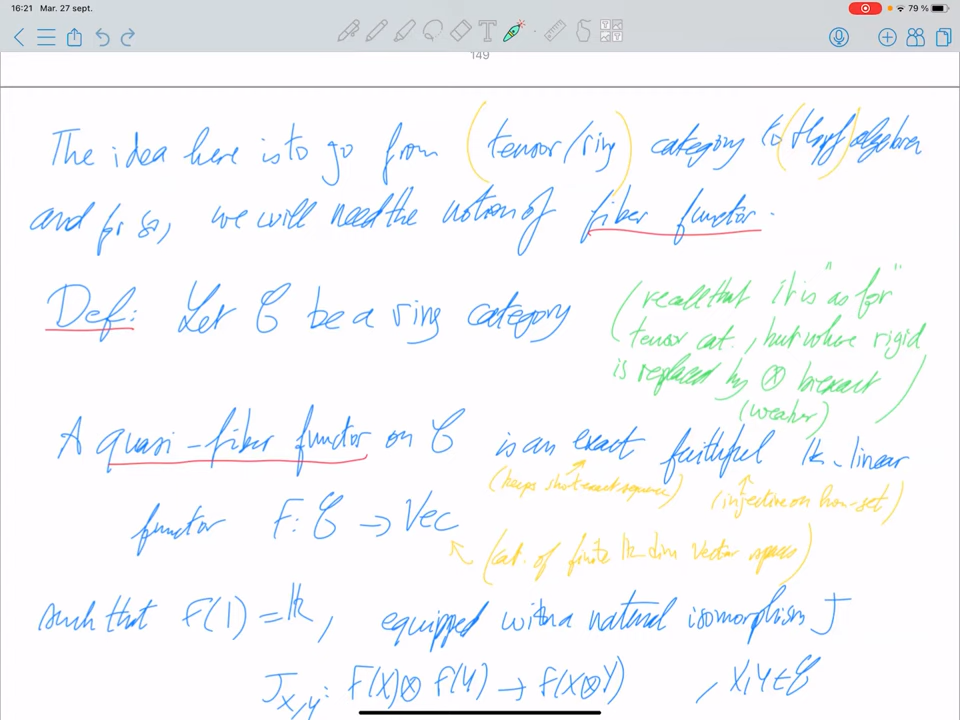 16:21 Mar. 27 sept.
79 %
149
The idea here is to go from (tensor/ring) category to (Hopf) algebra
and for so, we will need the notion of fiber functor.
Def: Let C be a ring category
(recall that it is "as for"
tensor cat., but where rigid
is replaced by ⊗ biexact
(weaker))
A quasi-fiber functor on C is an exact faithful lk-linear
(keeps short exact sequence) (injective on hom-set)
functor F: C → Vec
(cat. of finite lk-dim vector spaces)
such that F(1) = lk, equipped with a natural isomorphism J
J_{X,Y}: F(X) ⊗ F(Y) → F(X⊗Y) , X,Y ∈ C